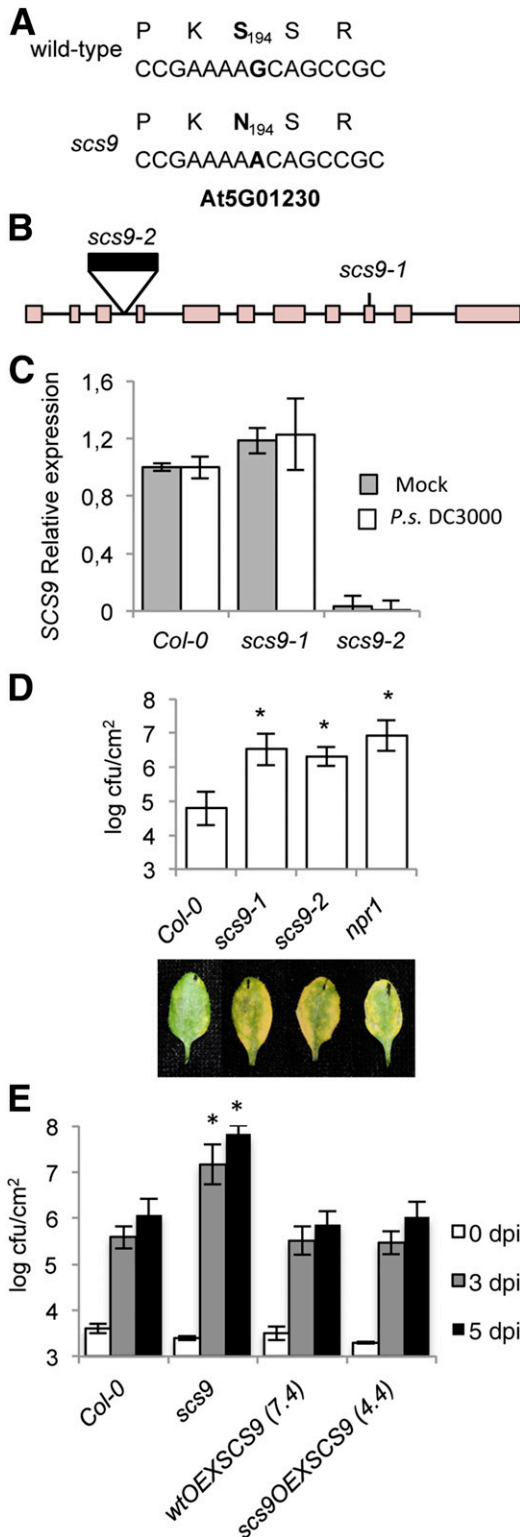 A
P K S194 S R
wild-type
CCGAAAAGCAGCCGC
P K N194 S R
scs9
CCGAAAAACAGCCGC
At5G01230
B
scs9-2
scs9-1
C
SCS9 Relative expression
1,6
1,2
0,8
0,4
0
Mock
P.s. DC3000
Col-0 scs9-1 scs9-2
D
log cfu/cm2
8
7
6
5
4
3
* * *
Col-0 scs9-1 scs9-2 npr1
E
log cfu/cm2
8
7
6
5
4
3
* *
0 dpi
3 dpi
5 dpi
Col-0 scs9 wtOEXSCS9 (7.4) scs9OEXSCS9 (4.4)